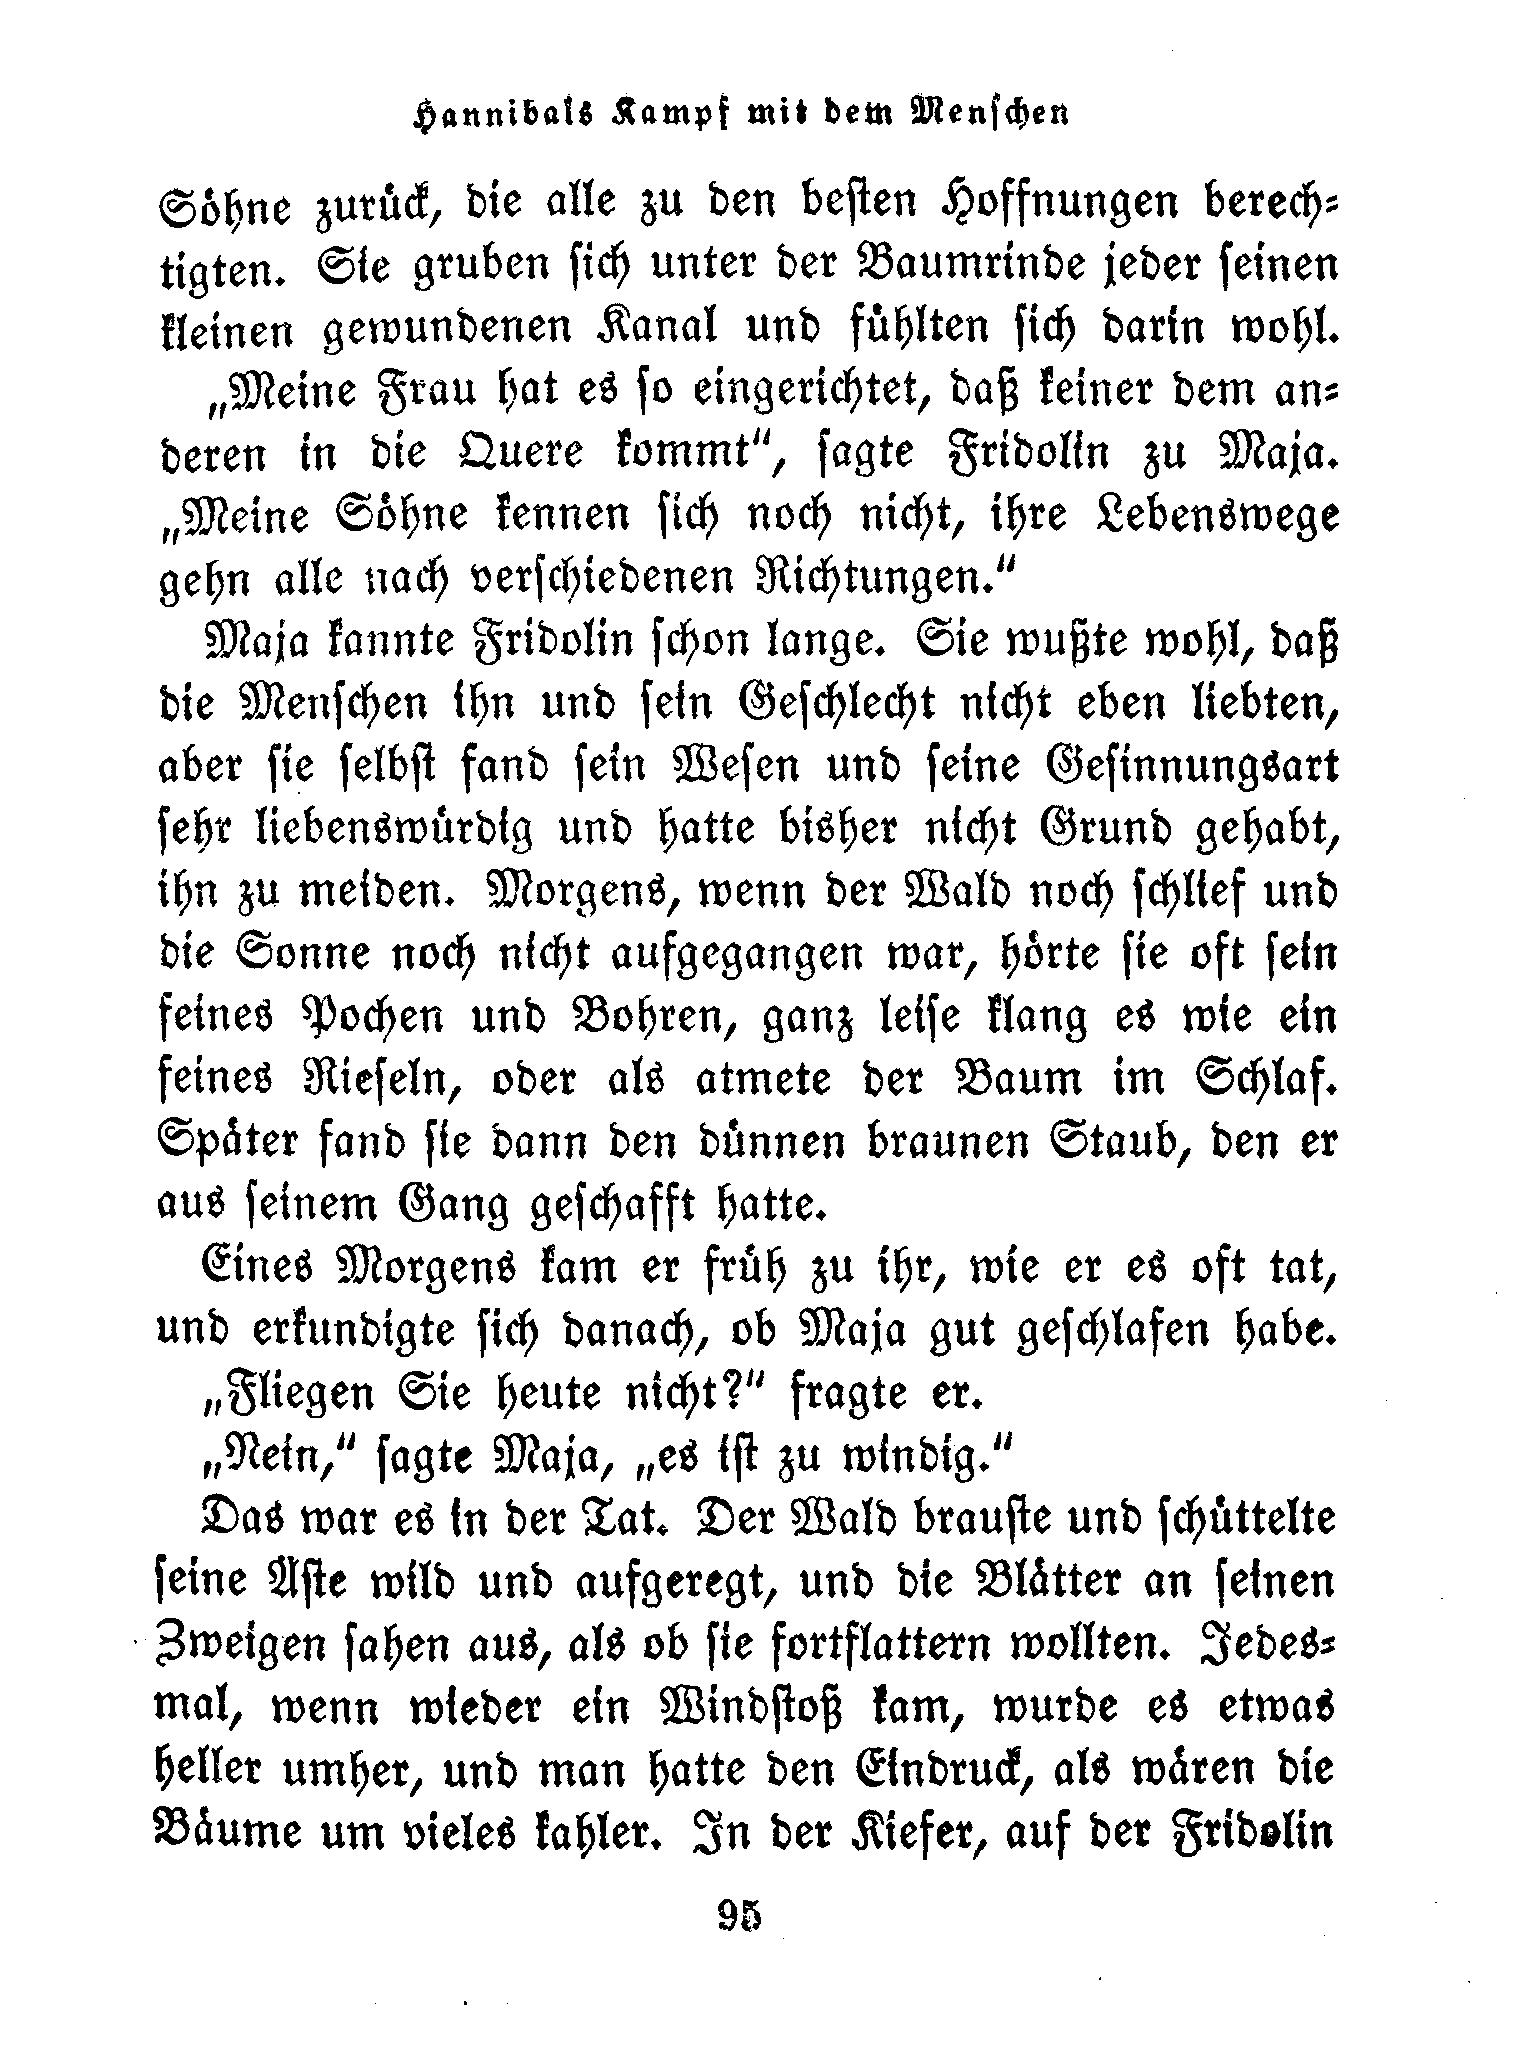 Hannibals Kampf mit dem Menschen
Söhne zurück, die alle zu den besten Hoffnungen berech-
tigten. Sie gruben sich unter der Baumrinde jeder seinen
kleinen gewundenen Kanal und fühlten sich darin wohl.
„Meine Frau hat es so eingerichtet, daß keiner dem an-
deren in die Quere kommt“, sagte Fridolin zu Maja.
„Meine Söhne kennen sich noch nicht, ihre Lebenswege
gehn alle nach verschiedenen Richtungen.“
Maja kannte Fridolin schon lange. Sie wußte wohl, daß
die Menschen ihn und sein Geschlecht nicht eben liebten,
aber sie selbst fand sein Wesen und seine Gesinnungsart
sehr liebenswürdig und hatte bisher nicht Grund gehabt,
ihn zu meiden. Morgens, wenn der Wald noch schlief und
die Sonne noch nicht aufgegangen war, hörte sie oft sein
feines Pochen und Bohren, ganz leise klang es wie ein
feines Rieseln, oder als atmete der Baum im Schlaf.
Später fand sie dann den dünnen braunen Staub, den er
aus seinem Gang geschafft hatte.
Eines Morgens kam er früh zu ihr, wie er es oft tat,
und erkundigte sich danach, ob Maja gut geschlafen habe.
„Fliegen Sie heute nicht?“ fragte er.
„Nein,“ sagte Maja, „es ist zu windig.“
Das war es in der Tat. Der Wald brauste und schüttelte
seine Äste wild und aufgeregt, und die Blätter an seinen
Zweigen sahen aus, als ob sie fortflattern wollten. Jedes-
mal, wenn wieder ein Windstoß kam, wurde es etwas
heller umher, und man hatte den Eindruck, als wären die
Bäume um vieles kahler. In der Kiefer, auf der Fridolin
95